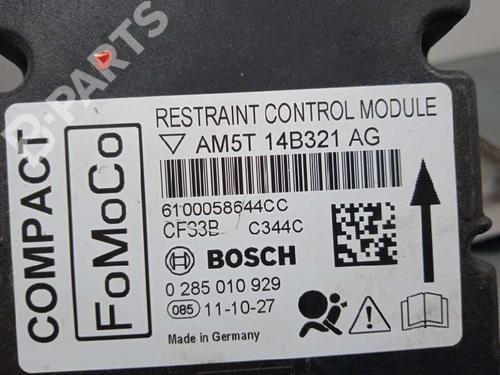 B-PARTS
RESTRAINT CONTROL MODULE
AM5T 14B321 AG
COMPACT
FoMoCo
6100058644CC
C344C
BOSCH
0 285 010 929
085 11-10-27
Made in Germany